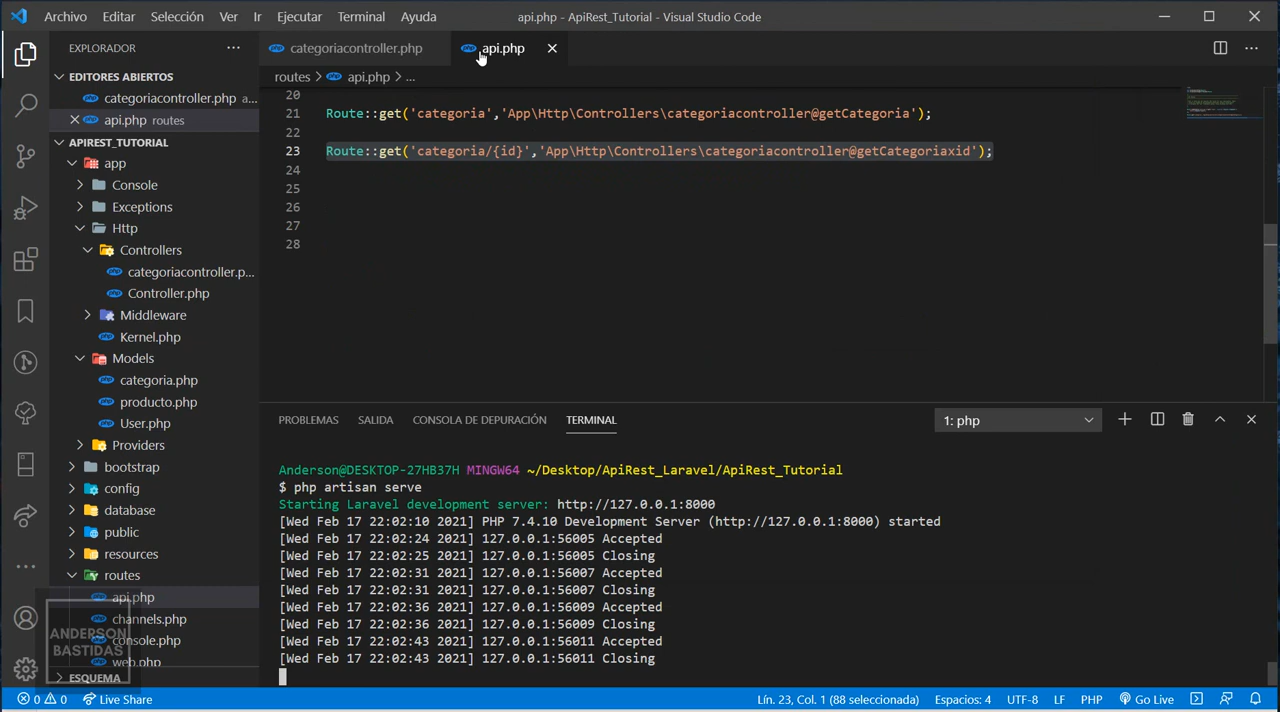 Archivo Editar Selección Ver Ir Ejecutar Terminal Ayuda api.php - ApiRest_Tutorial - Visual Studio Code
EXPLORADOR
EDITORES ABIERTOS
categoriacontroller.php a...
api.php routes
APIREST_TUTORIAL
app
Console
Exceptions
Http
Controllers
categoriacontroller.p...
Controller.php
Middleware
Kernel.php
Models
categoria.php
producto.php
User.php
Providers
bootstrap
config
database
public
resources
routes
api.php
channels.php
console.php
web.php
ESQUEMA
ANDERSON
BASTIDAS
categoriacontroller.php api.php
routes > api.php > ...
20
21 Route::get('categoria','App\Http\Controllers\categoriacontroller@getCategoria');
22
23 Route::get('categoria/{id}','App\Http\Controllers\categoriacontroller@getCategoriaxid');
24
25
26
27
28
PROBLEMAS SALIDA CONSOLA DE DEPURACIÓN TERMINAL 1: php
Anderson@DESKTOP-27HB37H MINGW64 ~/Desktop/ApiRest_Laravel/ApiRest_Tutorial
$ php artisan serve
Starting Laravel development server: http://127.0.0.1:8000
[Wed Feb 17 22:02:10 2021] PHP 7.4.10 Development Server (http://127.0.0.1:8000) started
[Wed Feb 17 22:02:24 2021] 127.0.0.1:56005 Accepted
[Wed Feb 17 22:02:25 2021] 127.0.0.1:56005 Closing
[Wed Feb 17 22:02:31 2021] 127.0.0.1:56007 Accepted
[Wed Feb 17 22:02:31 2021] 127.0.0.1:56007 Closing
[Wed Feb 17 22:02:36 2021] 127.0.0.1:56009 Accepted
[Wed Feb 17 22:02:36 2021] 127.0.0.1:56009 Closing
[Wed Feb 17 22:02:43 2021] 127.0.0.1:56011 Accepted
[Wed Feb 17 22:02:43 2021] 127.0.0.1:56011 Closing
0 0 Live Share Lín. 23, Col. 1 (88 seleccionada) Espacios: 4 UTF-8 LF PHP Go Live